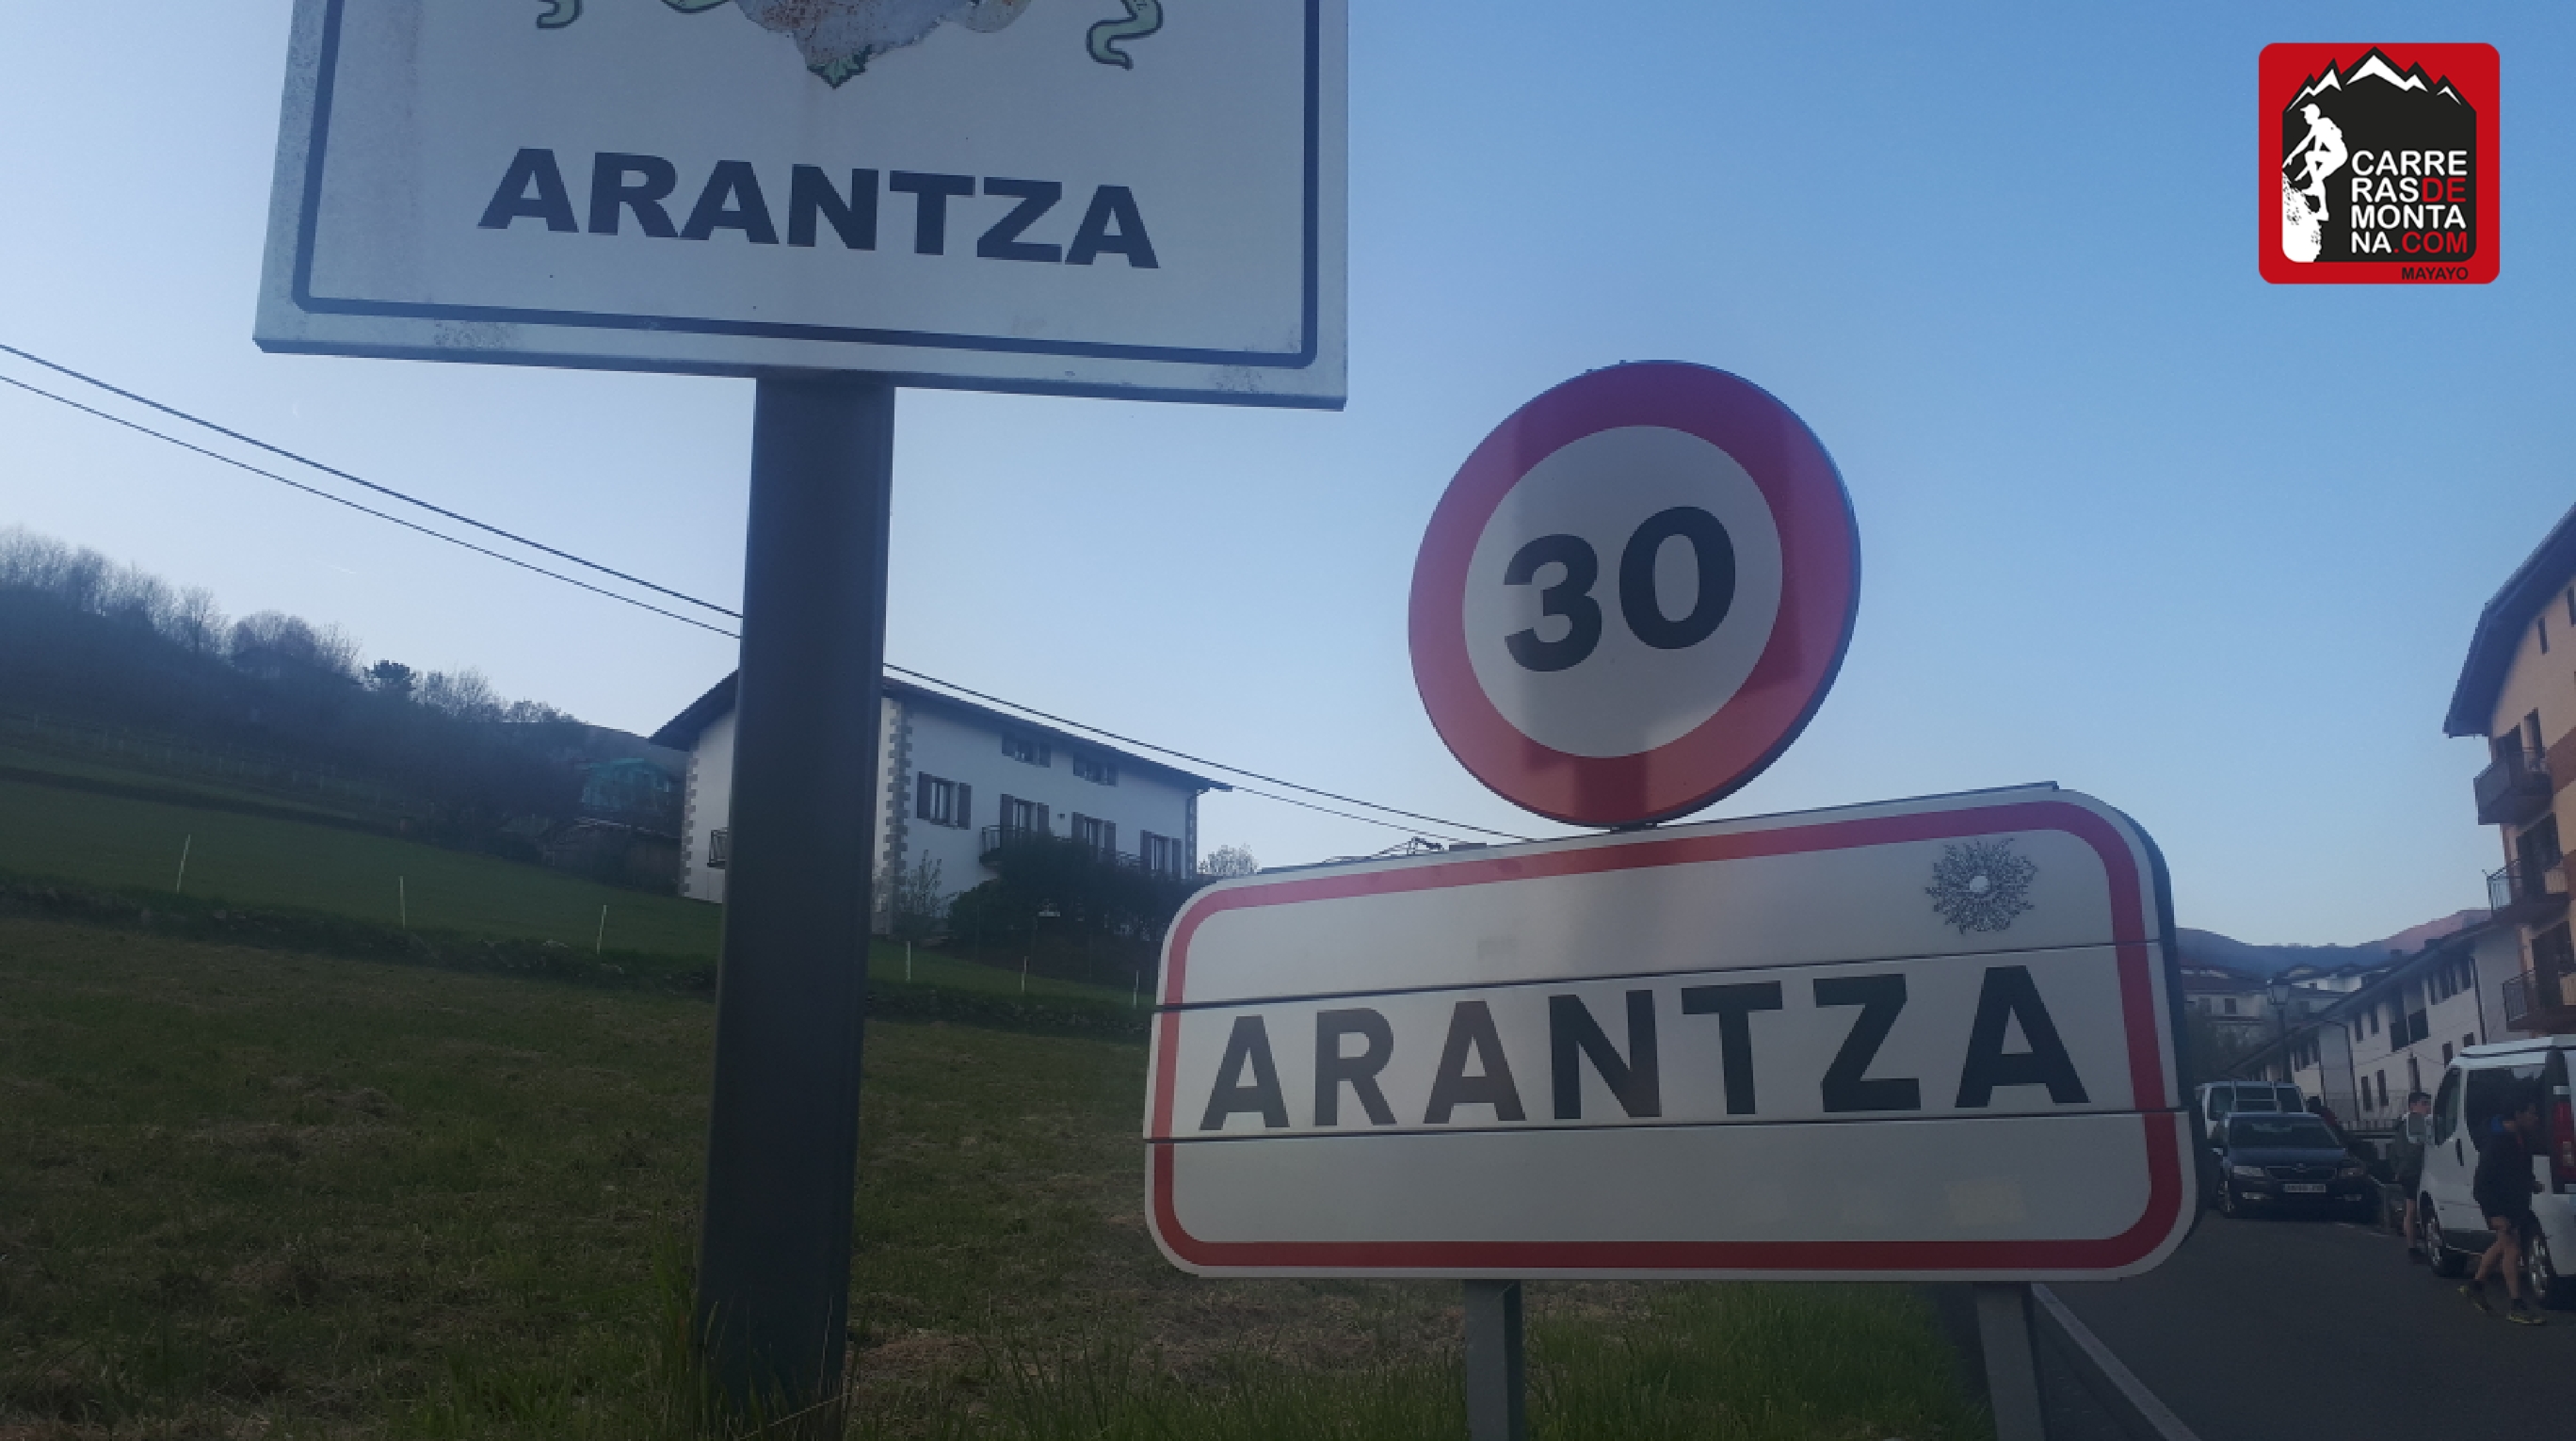 ARANTZA
CARRE
RASDE
MONTA
NA.COM
MAYAYO
30
ARANTZA